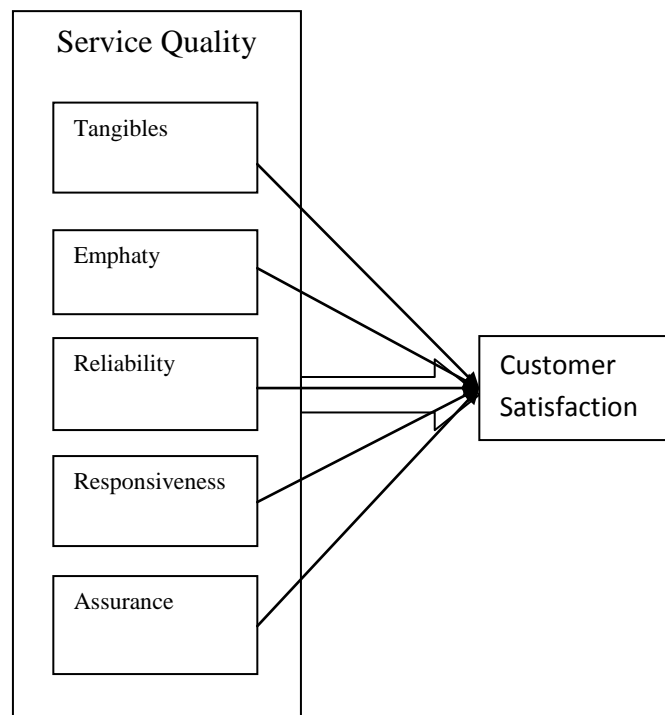 Service Quality
Tangibles
Emphaty
Reliability
Responsiveness
Assurance
Customer
Satisfaction